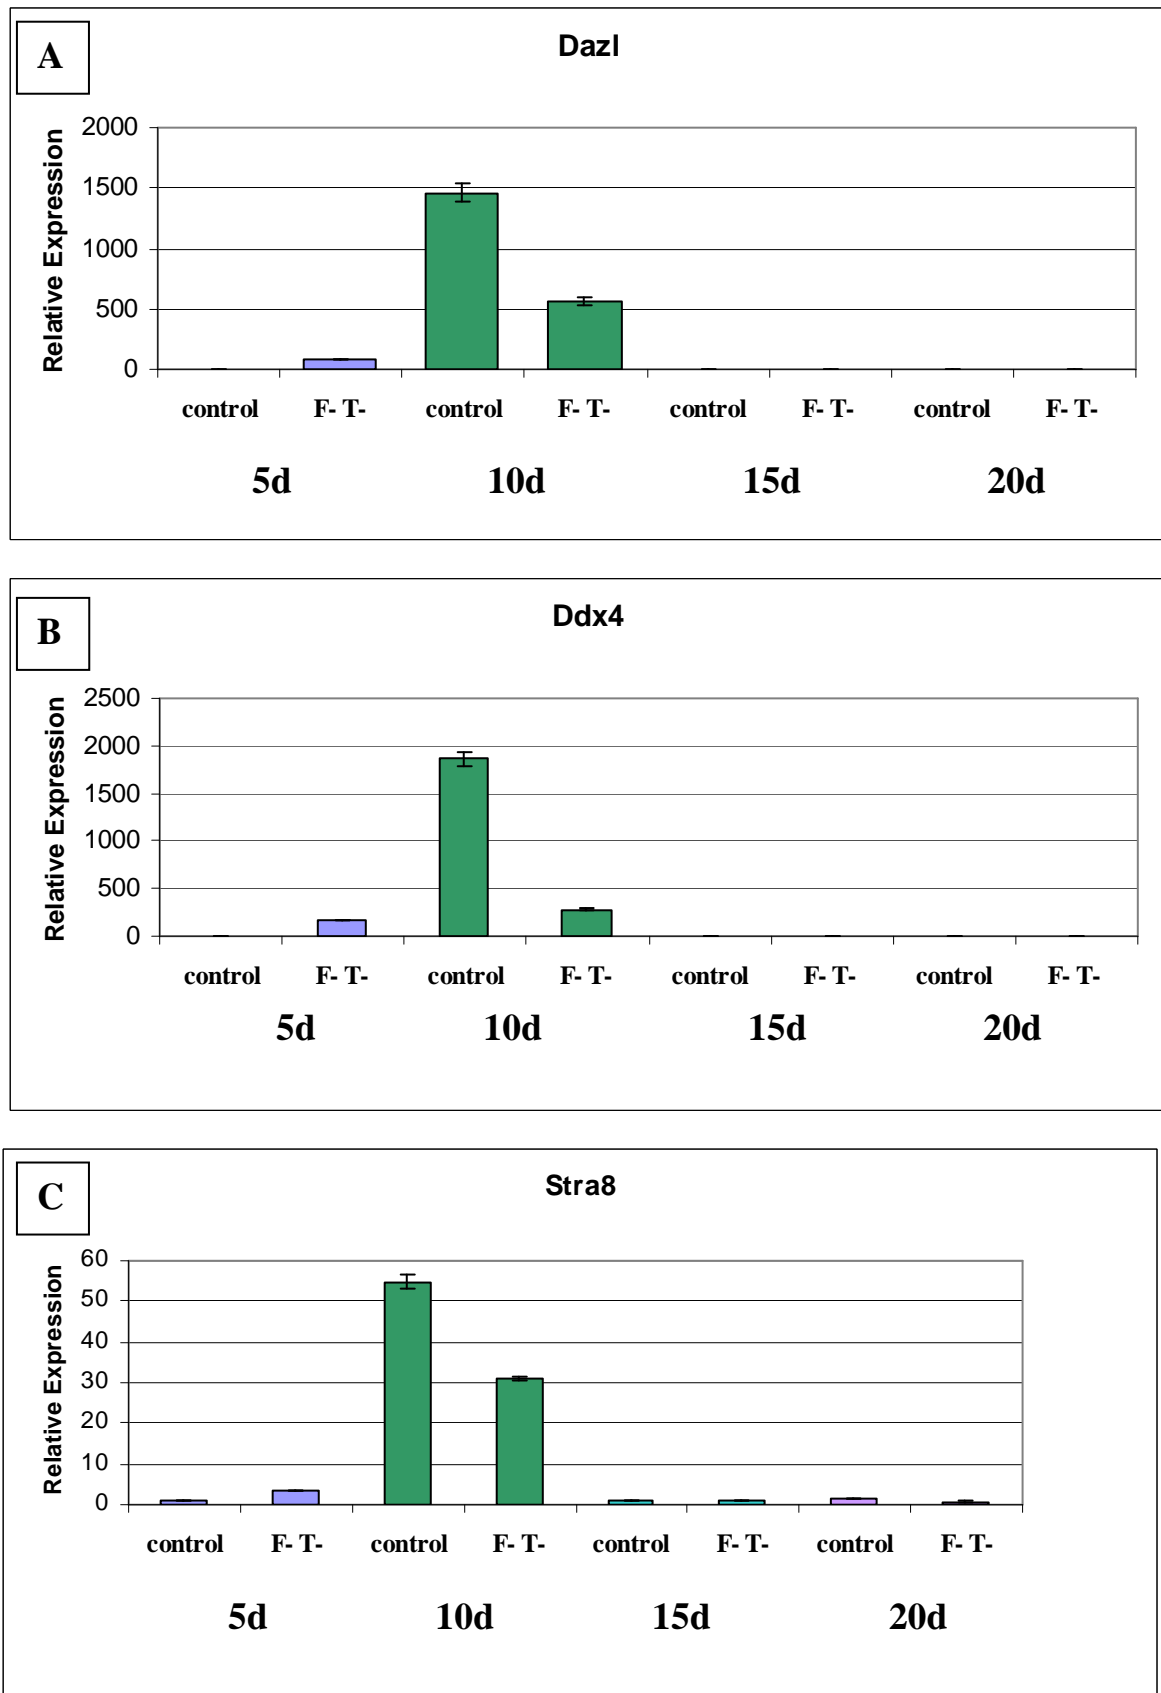 A
Dazl
Relative Expression
2000
1500
1000
500
0
control F- T- control F- T- control F- T- control F- T-
5d 10d 15d 20d
B
Ddx4
Relative Expression
2500
2000
1500
1000
500
0
control F- T- control F- T- control F- T- control F- T-
5d 10d 15d 20d
C
Stra8
Relative Expression
60
50
40
30
20
10
0
control F- T- control F- T- control F- T- control F- T-
5d 10d 15d 20d